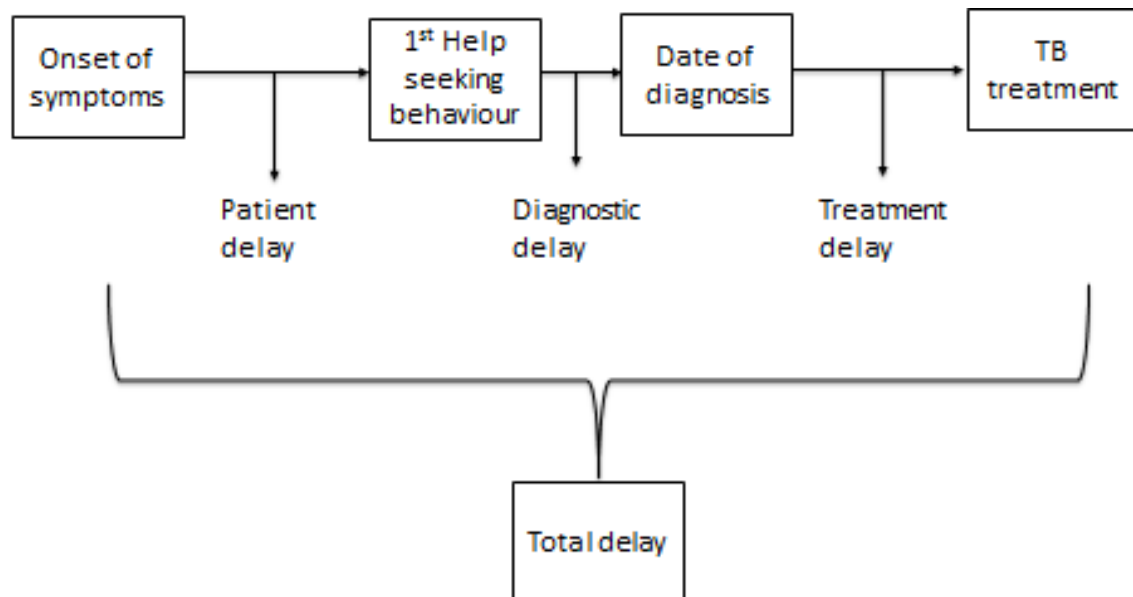 Onset of
symptoms
1st Help
seeking
behaviour
Date of
diagnosis
TB
treatment
Patient
delay
Diagnostic
delay
Treatment
delay
Total delay